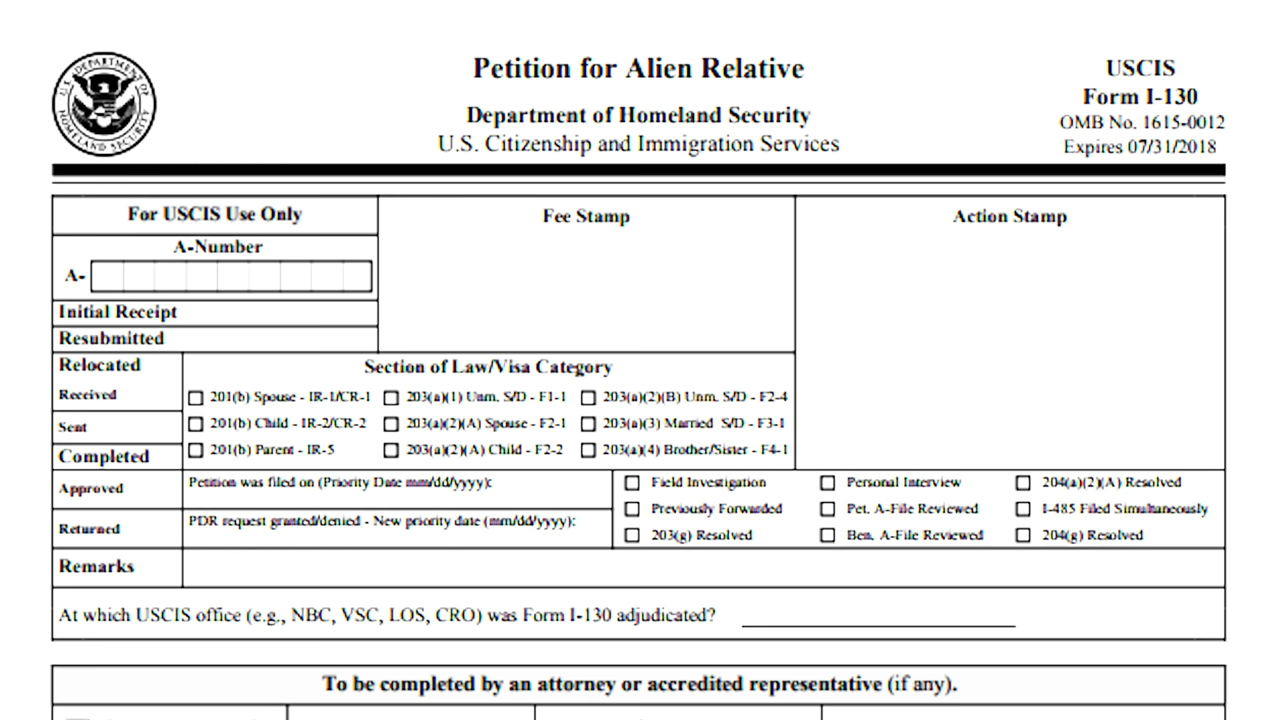 U.S. DEPARTMENT OF HOMELAND SECURITY
Petition for Alien Relative
Department of Homeland Security
U.S. Citizenship and Immigration Services
USCIS
Form I-130
OMB No. 1615-0012
Expires 07/31/2018
For USCIS Use Only
A-Number
A-
Initial Receipt
Resubmitted
Fee Stamp
Action Stamp
Relocated
Received
Sent
Completed
Approved
Returned
Section of Law/Visa Category
201(b) Spouse - IR-1/CR-1 203(a)(1) Unm. S/D - F1-1 203(a)(2)(B) Unm. S/D - F2-4
201(b) Child - IR-2/CR-2 203(a)(2)(A) Spouse - F2-1 203(a)(3) Married S/D - F3-1
201(b) Parent - IR-5 203(a)(2)(A) Child - F2-2 203(a)(4) Brother/Sister - F4-1
Petition was filed on (Priority Date mm/dd/yyyy):
PDR request granted/denied - New priority date (mm/dd/yyyy):
Field Investigation Personal Interview 204(a)(2)(A) Resolved
Previously Forwarded Pet. A-File Reviewed I-485 Filed Simultaneously
203(g) Resolved Ben. A-File Reviewed 204(g) Resolved
Remarks
At which USCIS office (e.g., NBC, VSC, LOS, CRO) was Form I-130 adjudicated?
To be completed by an attorney or accredited representative (if any).